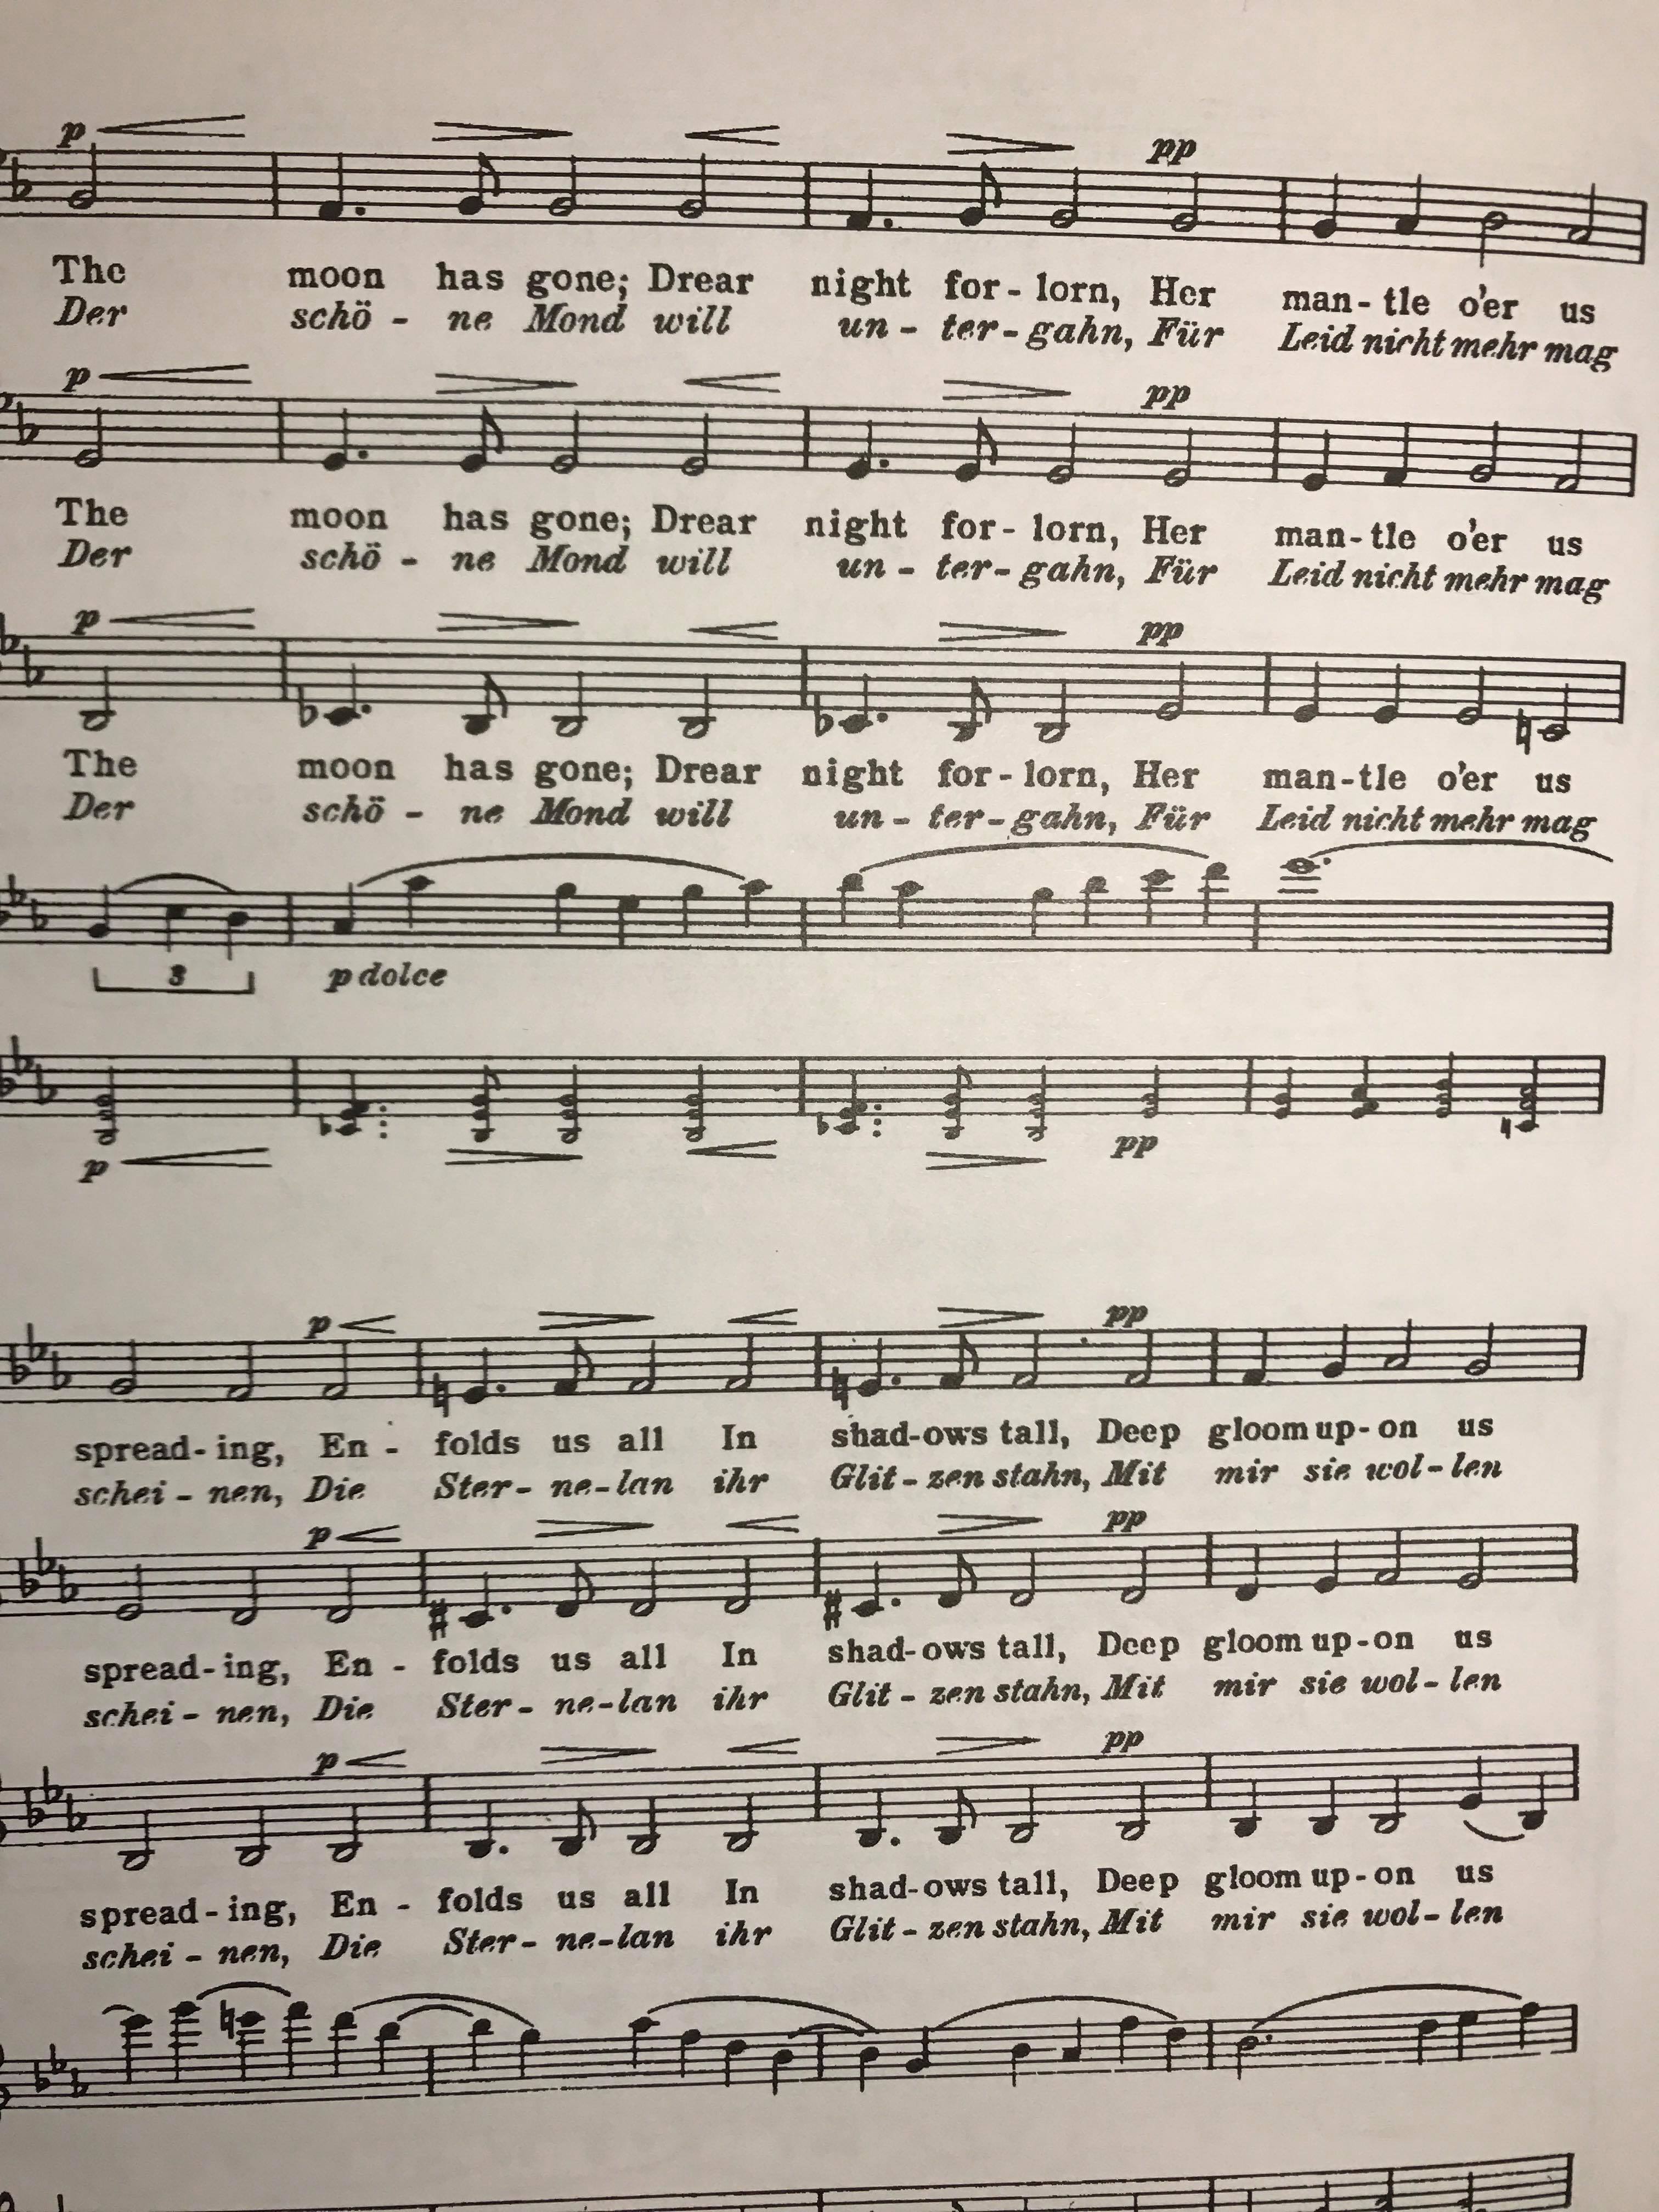 p pp
The moon has gone; Drear night for - lorn, Her man - tle o'er us
Der schö - ne Mond will un - ter - gahn, Für Leid nicht mehr mag
p pp
The moon has gone; Drear night for - lorn, Her man - tle o'er us
Der schö - ne Mond will un - ter - gahn, Für Leid nicht mehr mag
p pp
The moon has gone; Drear night for - lorn, Her man - tle o'er us
Der schö - ne Mond will un - ter - gahn, Für Leid nicht mehr mag
3 p dolce
p pp
p pp
spread - ing, En - folds us all In shad - ows tall, Deep gloom up - on us
schei - nen, Die Ster - ne - lan ihr Glit - zen stahn, Mit mir sie wol - len
p pp
spread - ing, En - folds us all In shad - ows tall, Deep gloom up - on us
schei - nen, Die Ster - ne - lan ihr Glit - zen stahn, Mit mir sie wol - len
p pp
spread - ing, En - folds us all In shad - ows tall, Deep gloom up - on us
schei - nen, Die Ster - ne - lan ihr Glit - zen stahn, Mit mir sie wol - len